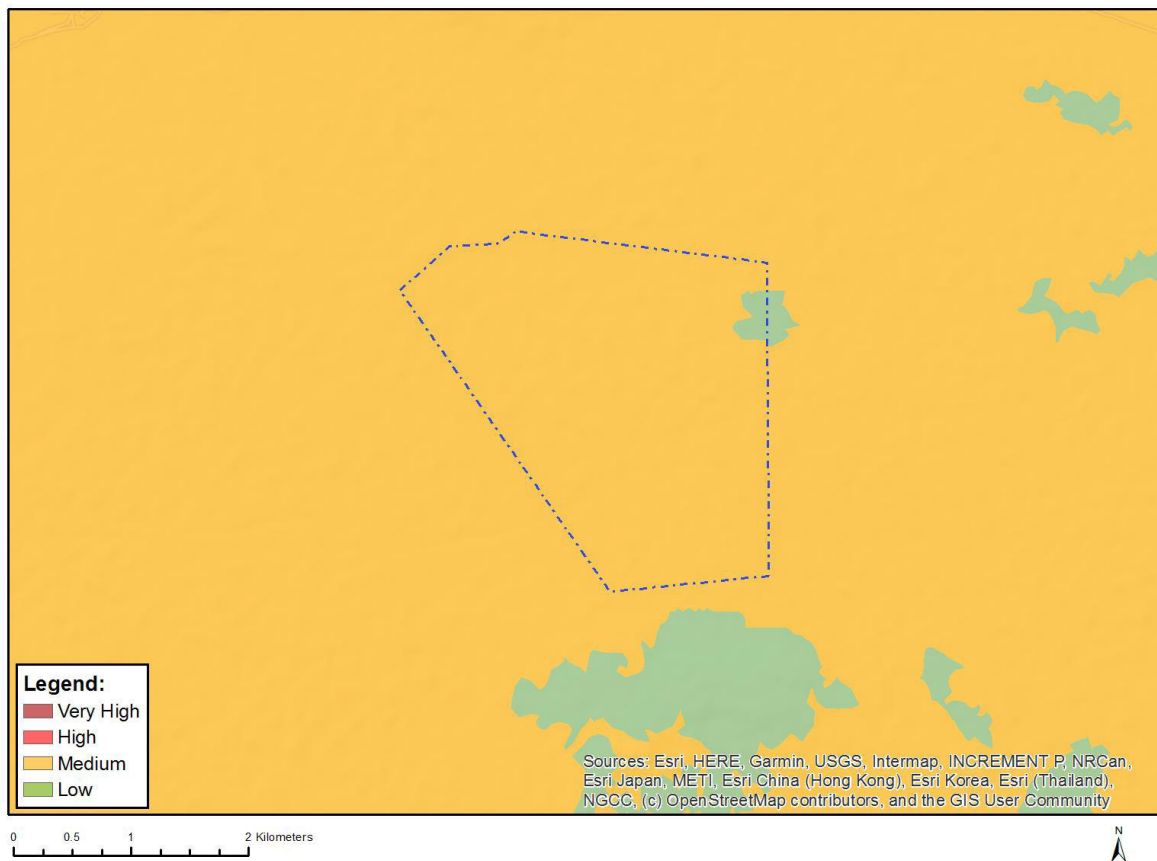 Legend:
Very High
High
Medium
Low
Sources: Esri, HERE, Garmin, USGS, Intermap, INCREMENT P, NRCan,
Esri Japan, METI, Esri China (Hong Kong), Esri Korea, Esri (Thailand),
NGCC, (c) OpenStreetMap contributors, and the GIS User Community
0 0.5 1 2 Kilometers
N